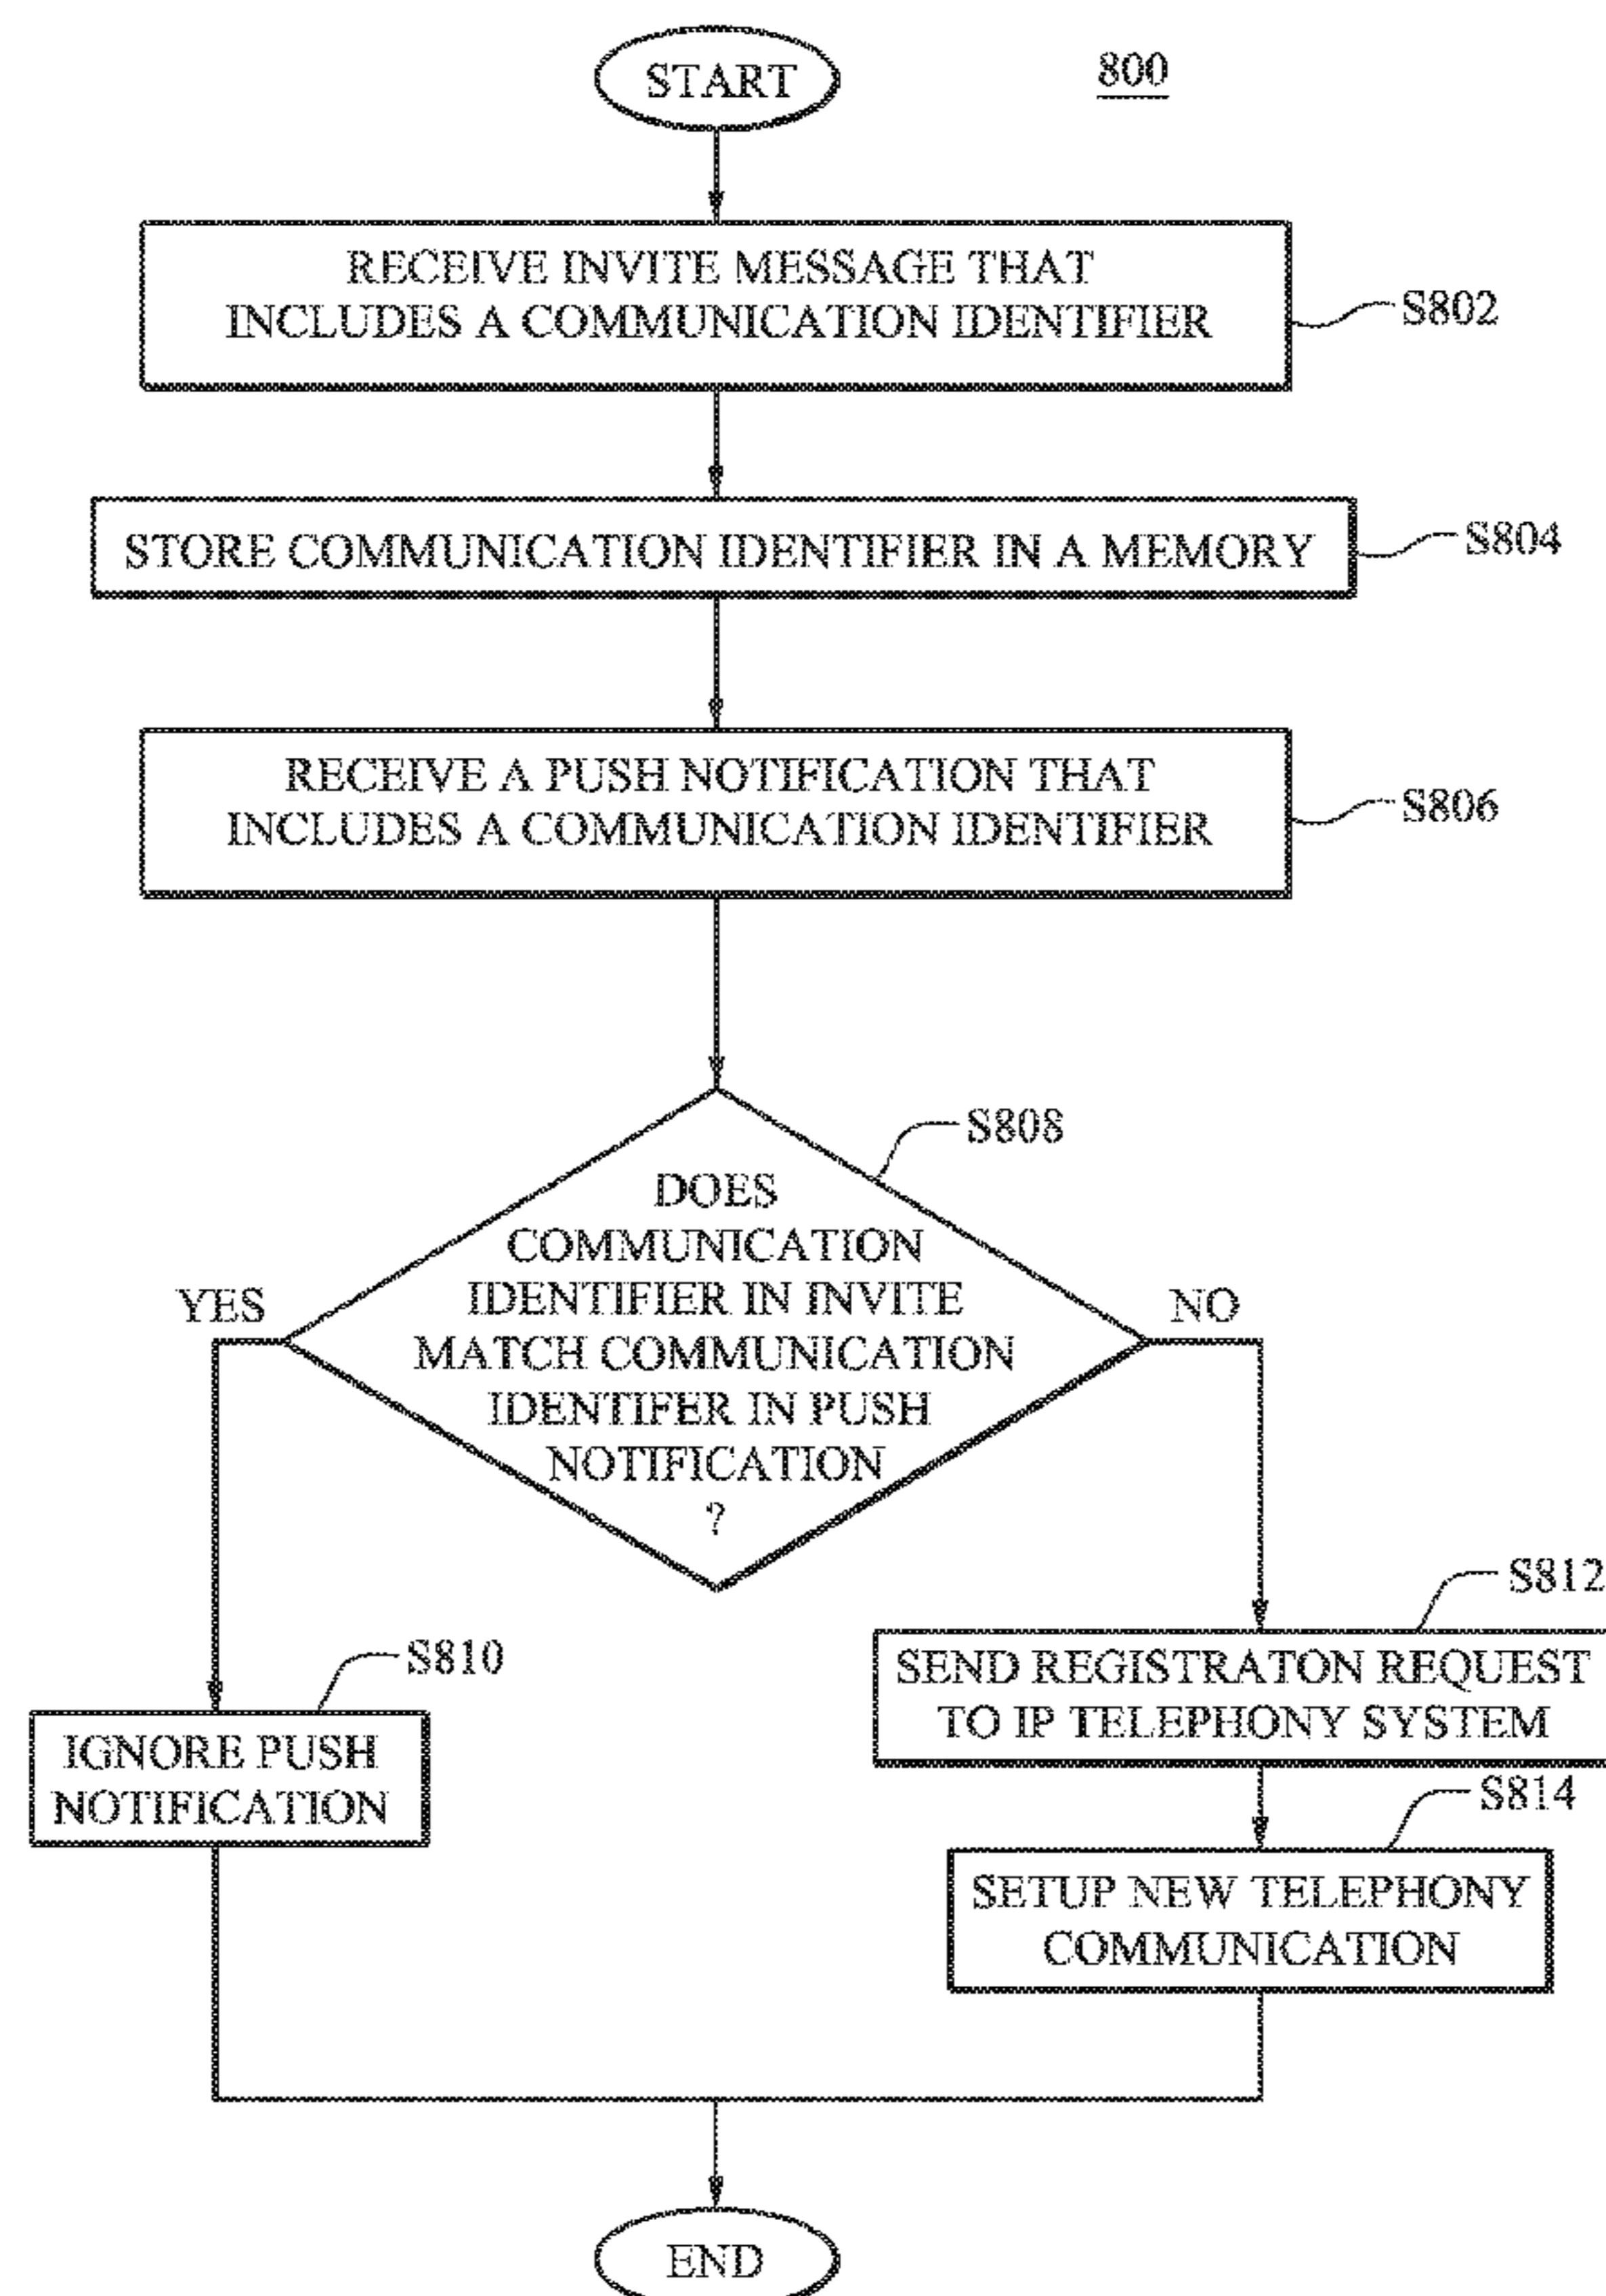 START
800
RECEIVE INVITE MESSAGE THAT
INCLUDES A COMMUNICATION IDENTIFIER
S802
STORE COMMUNICATION IDENTIFIER IN A MEMORY
S804
RECEIVE A PUSH NOTIFICATION THAT
INCLUDES A COMMUNICATION IDENTIFIER
S806
S808
DOES
COMMUNICATION
IDENTIFIER IN INVITE
MATCH COMMUNICATION
IDENTIFER IN PUSH
NOTIFICATION
?
YES
NO
S810
IGNORE PUSH
NOTIFICATION
S812
SEND REGISTRATON REQUEST
TO IP TELEPHONY SYSTEM
S814
SETUP NEW TELEPHONY
COMMUNICATION
END